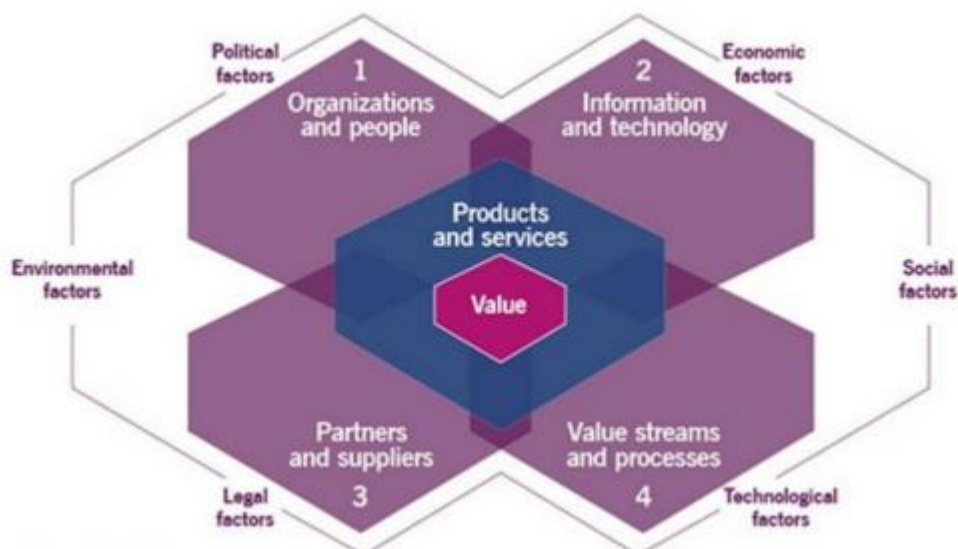 Political
factors
1
Organizations
and people
2
Information
and technology
Economic
factors
Products
and services
Environmental
factors
Value
Social
factors
Partners
and suppliers
3
Value streams
and processes
4
Legal
factors
Technological
factors